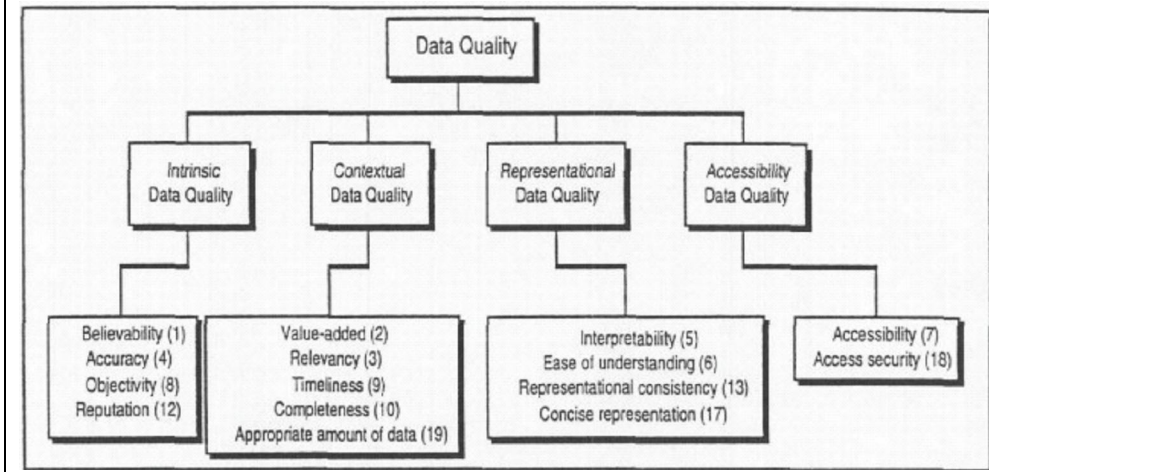 Data Quality
Intrinsic
Data Quality
Contextual
Data Quality
Representational
Data Quality
Accessibility
Data Quality
Believability (1)
Accuracy (4)
Objectivity (8)
Reputation (12)
Value-added (2)
Relevancy (3)
Timeliness (9)
Completeness (10)
Appropriate amount of data (19)
Interpretability (5)
Ease of understanding (6)
Representational consistency (13)
Concise representation (17)
Accessibility (7)
Access security (18)